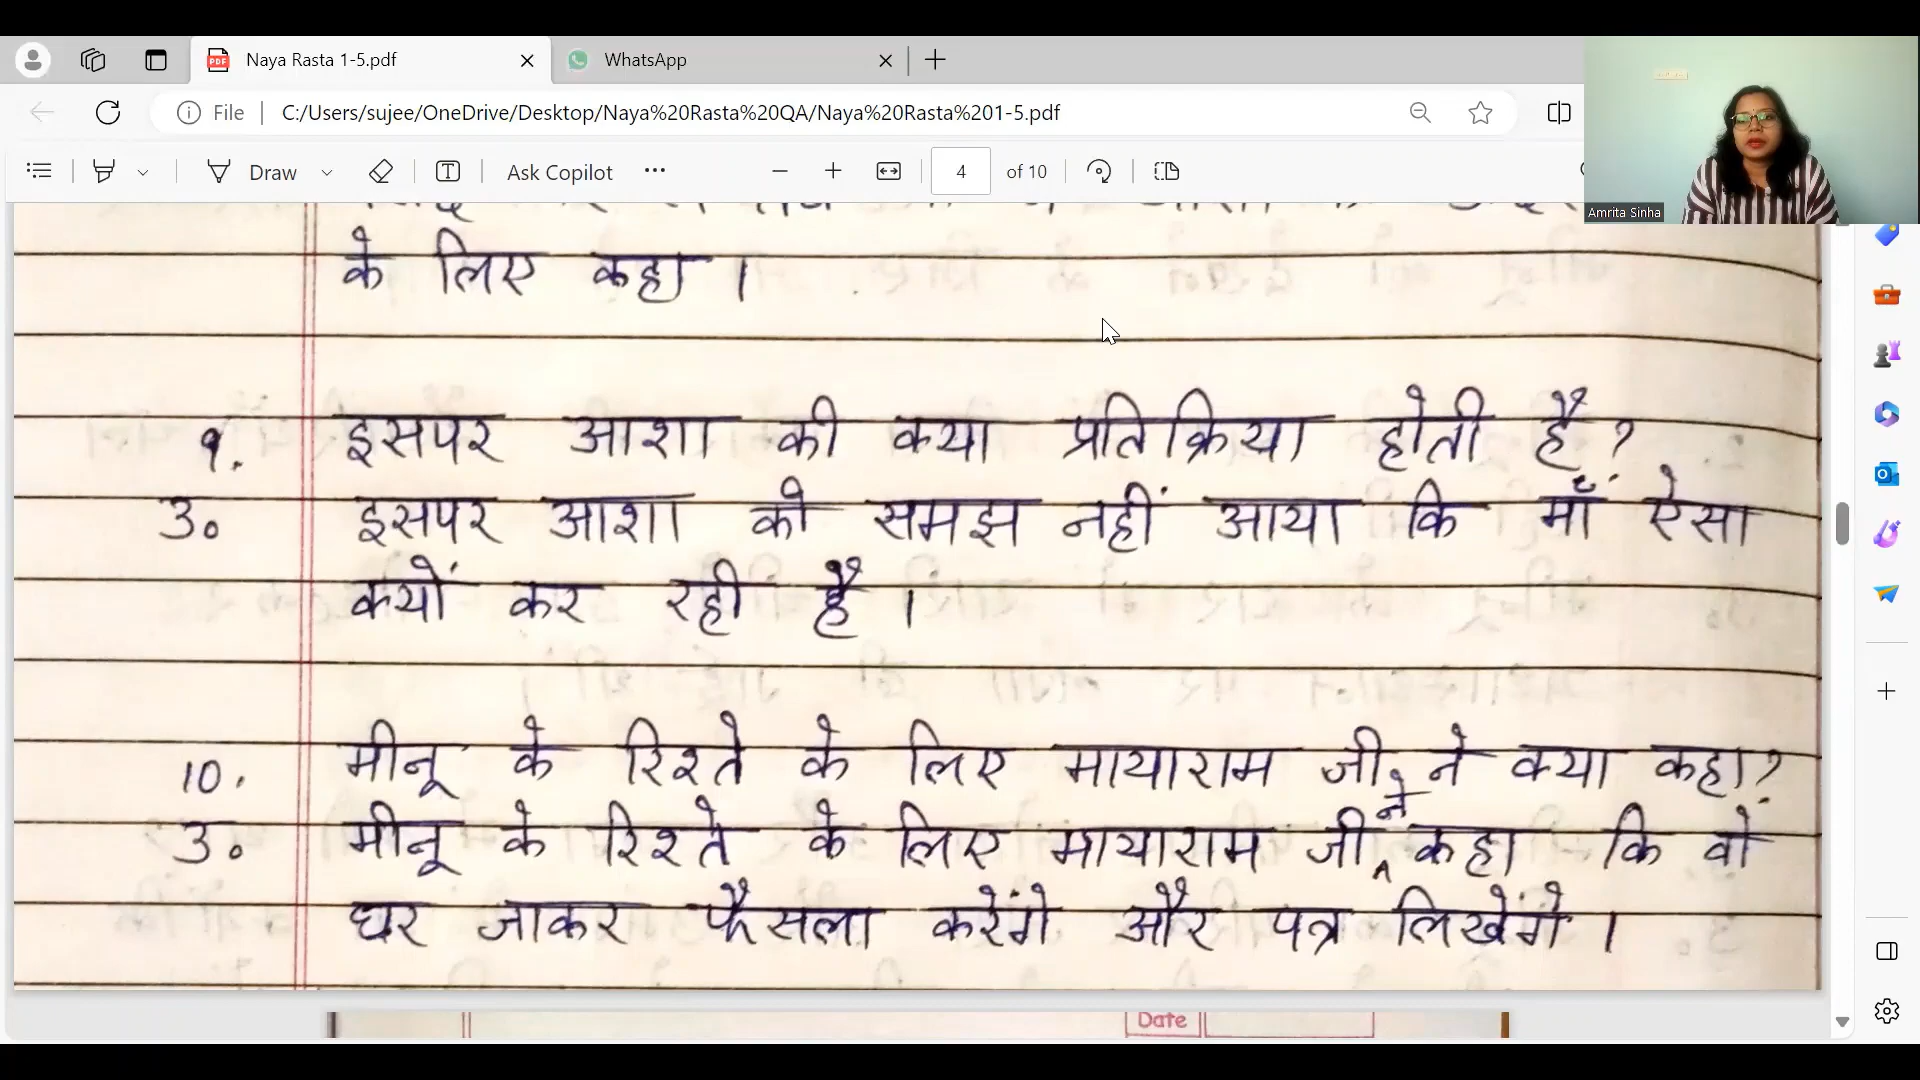 Naya Rasta 1-5.pdf
WhatsApp
File
C:/Users/sujee/OneDrive/Desktop/Naya%20Rasta%20QA/Naya%20Rasta%201-5.pdf
Draw
Ask Copilot
4
of 10
Amrita Sinha
के लिए कहा ।
९. इसपर आशा की क्या प्रतिक्रिया होती है ?
उ० इसपर आशा को समझ नहीं आया कि माँ ऐसा
क्यों कर रही है ।
10. मीनू के रिश्ते के लिए मायाराम जी ने क्या कहा?
उ० मीनू के रिश्ते के लिए मायाराम जी ने कहा कि वो
घर जाकर फैसला करेंगे और पत्र लिखेंगे ।
Date